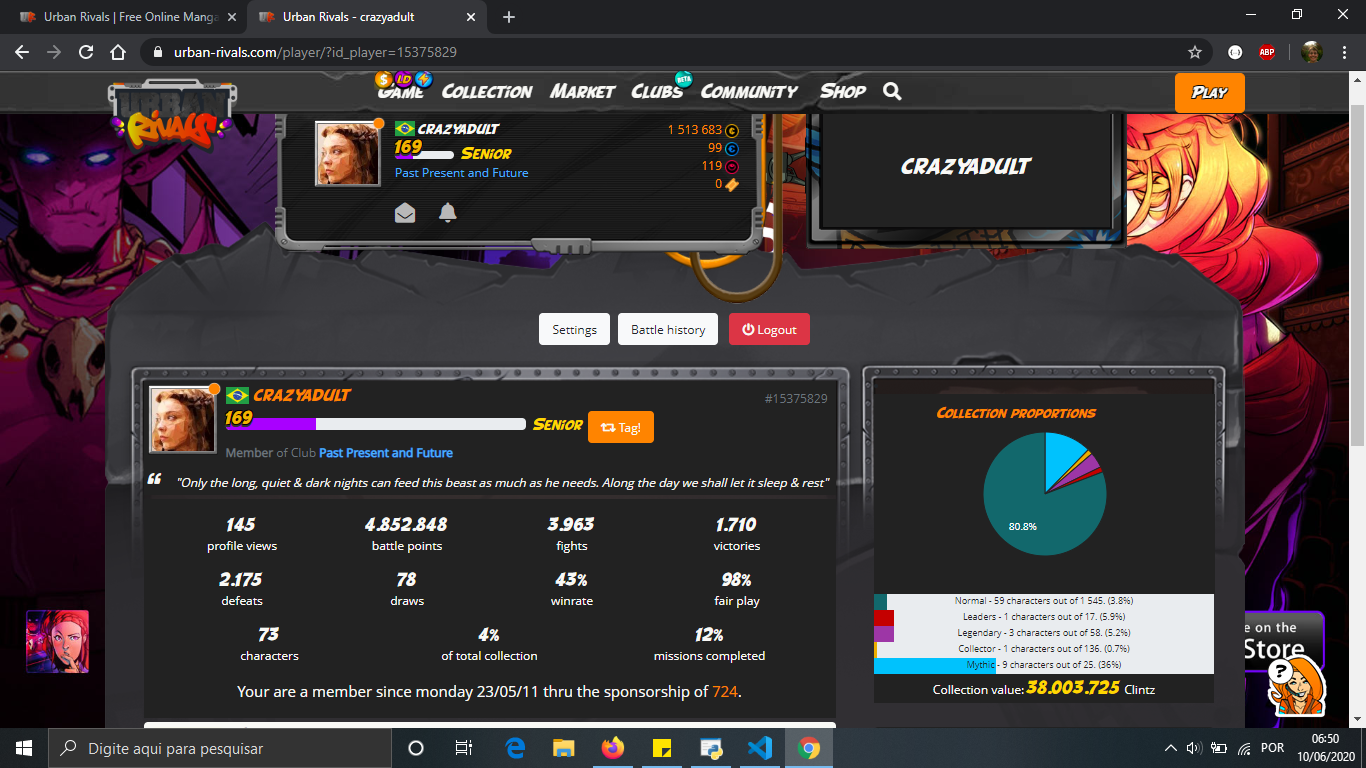 Urban Rivals | Free Online Manga
Urban Rivals - crazyadult
urban-rivals.com/player/?id_player=15375829
ABP
URBAN RIVALS
GAME
COLLECTION
MARKET
CLUBS
BETA
COMMUNITY
SHOP
PLAY
CRAZYADULT
169
SENIOR
Past Present and Future
1 513 683
99
119
0
CRAZYADULT
Settings
Battle history
Logout
CRAZYADULT
#15375829
169
SENIOR
Tag!
Member of Club Past Present and Future
"Only the long, quiet & dark nights can feed this beast as much as he needs. Along the day we shall let it sleep & rest"
145 4.852.848 3.963 1.710
profile views battle points fights victories
2.175 78 43% 98%
defeats draws winrate fair play
73 4% 12%
characters of total collection missions completed
Your are a member since monday 23/05/11 thru the sponsorship of 724.
COLLECTION PROPORTIONS
80.8%
Normal - 59 characters out of 1 545. (3.8%)
Leaders - 1 characters out of 17. (5.9%)
Legendary - 3 characters out of 58. (5.2%)
Collector - 1 characters out of 136. (0.7%)
Mythic - 9 characters out of 25. (36%)
Collection value: 38.003.725 Clintz
e on the
Store
?
Digite aqui para pesquisar
POR
06:50
10/06/2020